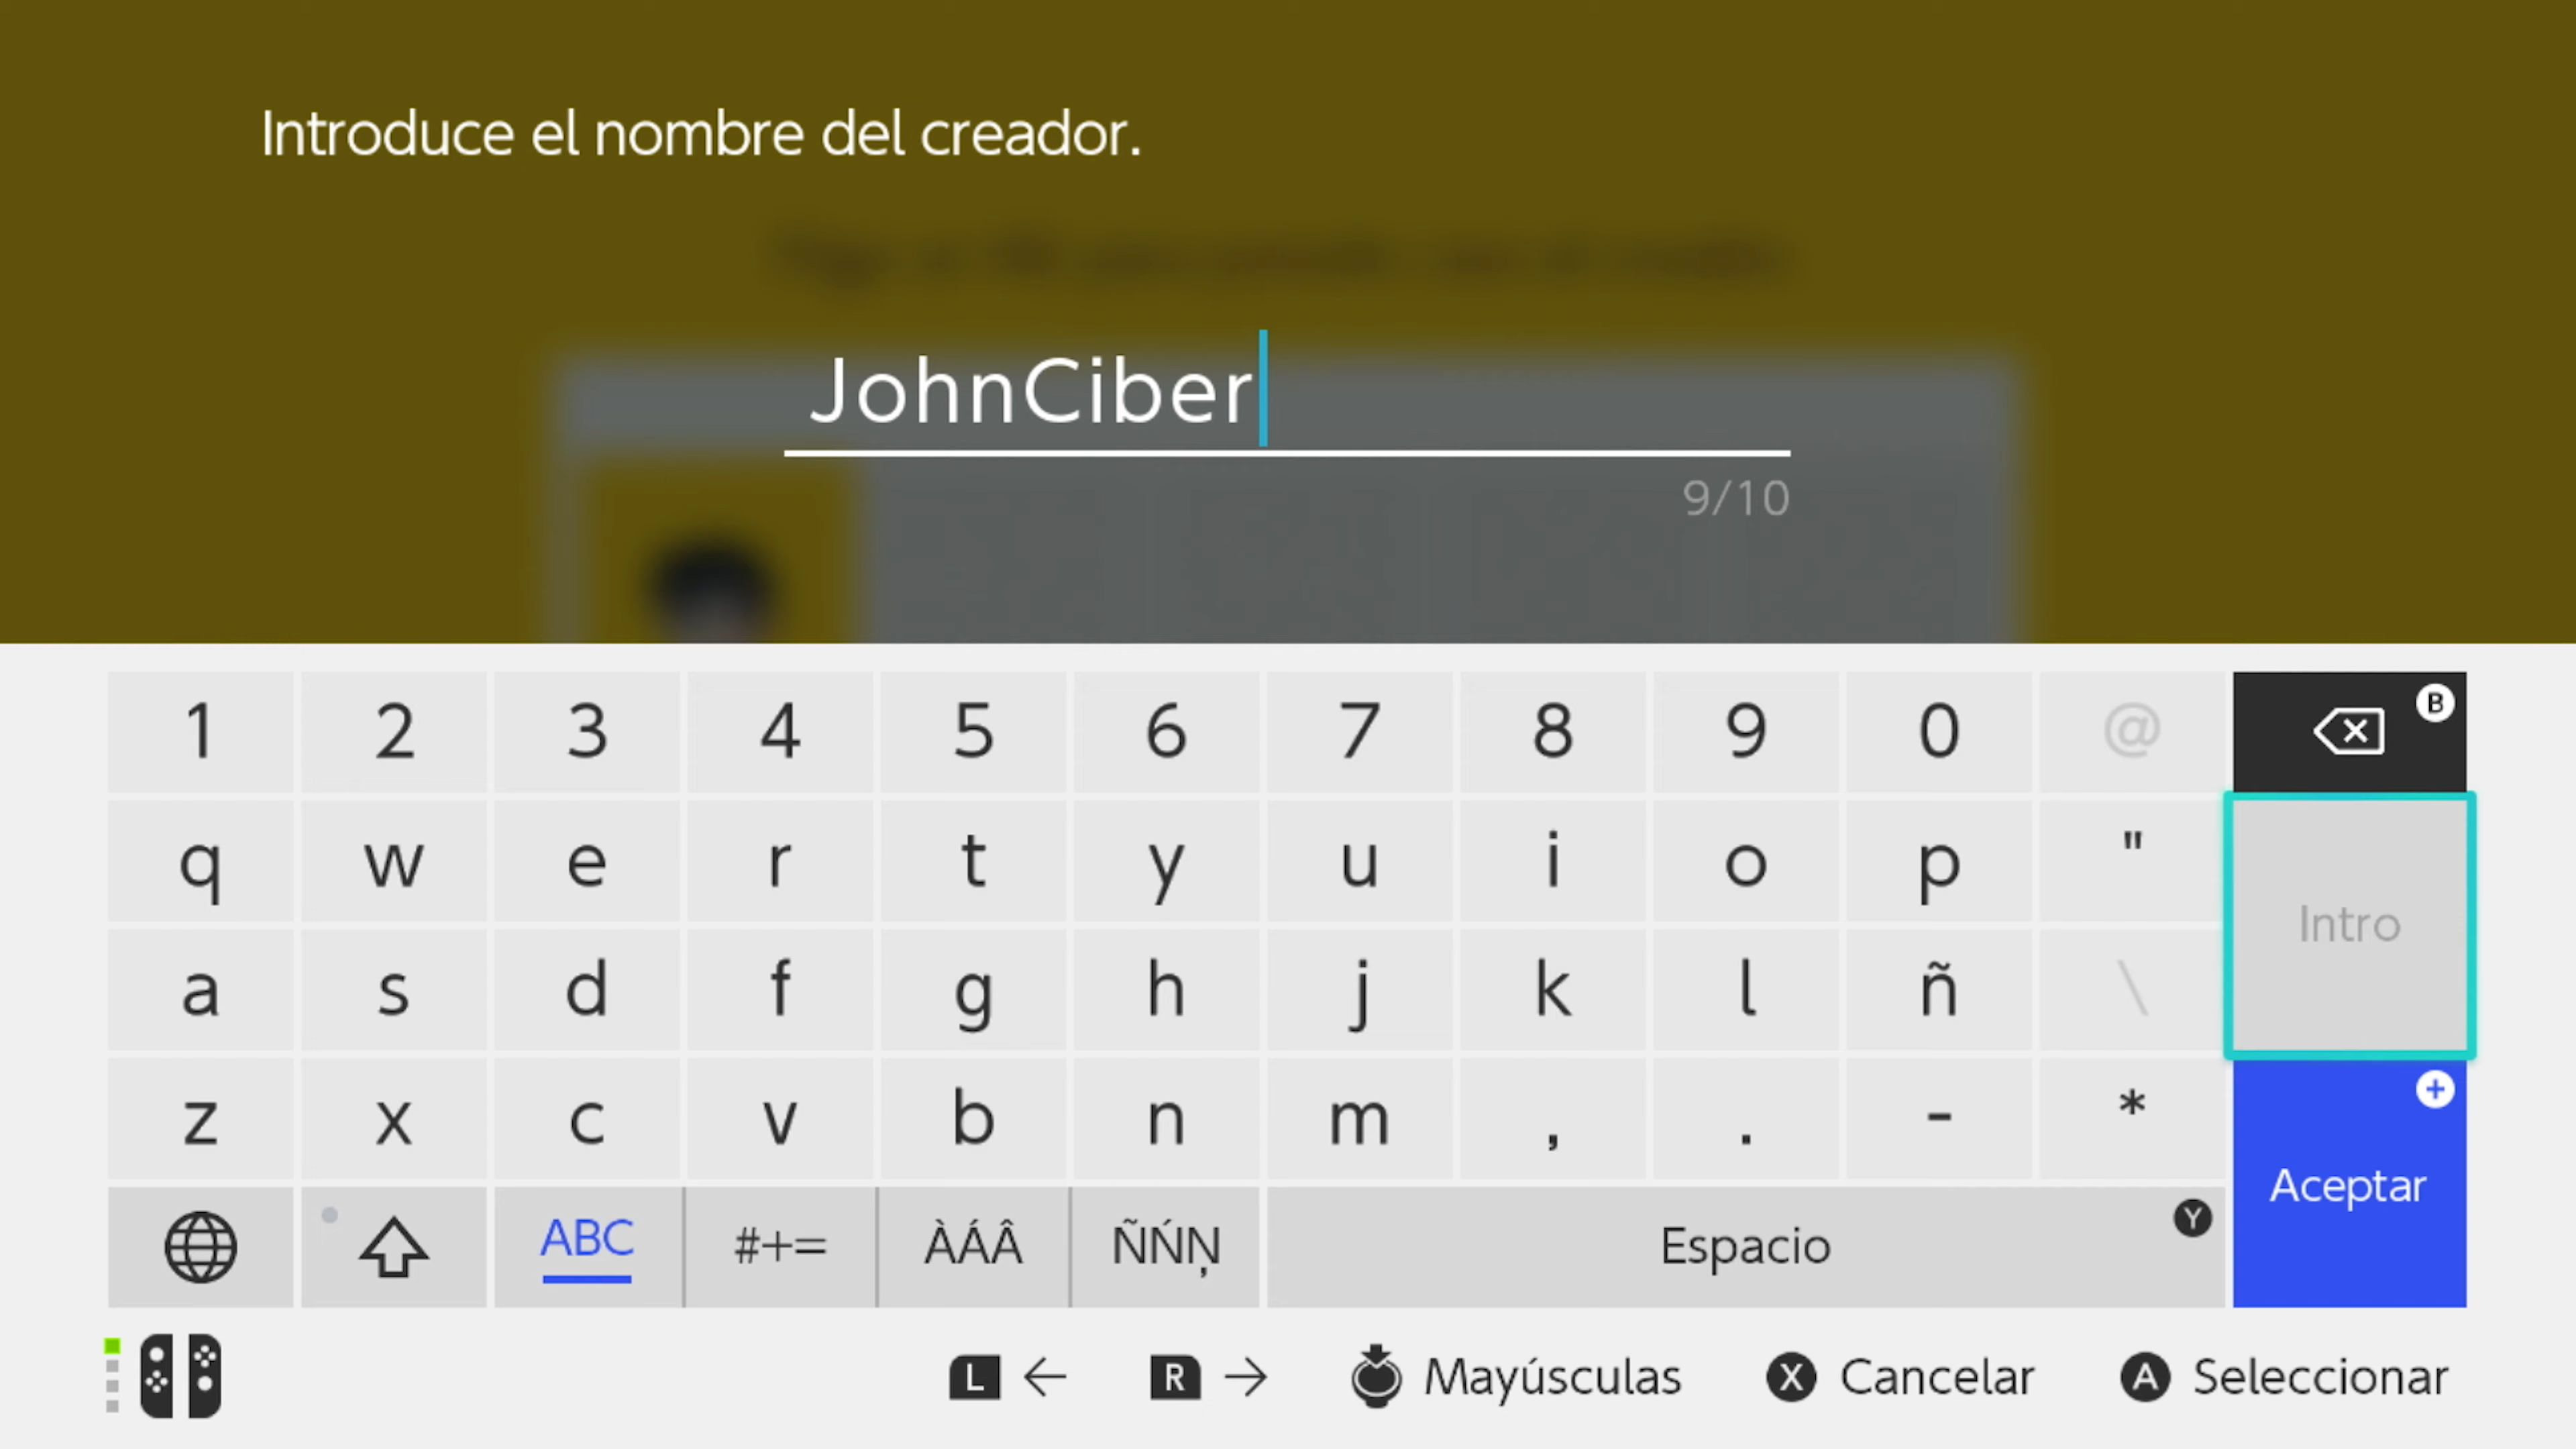 Introduce el nombre del creador.
JohnCiber
9/10
1 2 3 4 5 6 7 8 9 0 @ B
q w e r t y u i o p " Intro
a s d f g h j k l ñ \
z x c v b n m , . - * + Aceptar
ABC #+= ÀÁÂ ÑŃŅ Espacio Y
L ← R → Mayúsculas X Cancelar A Seleccionar